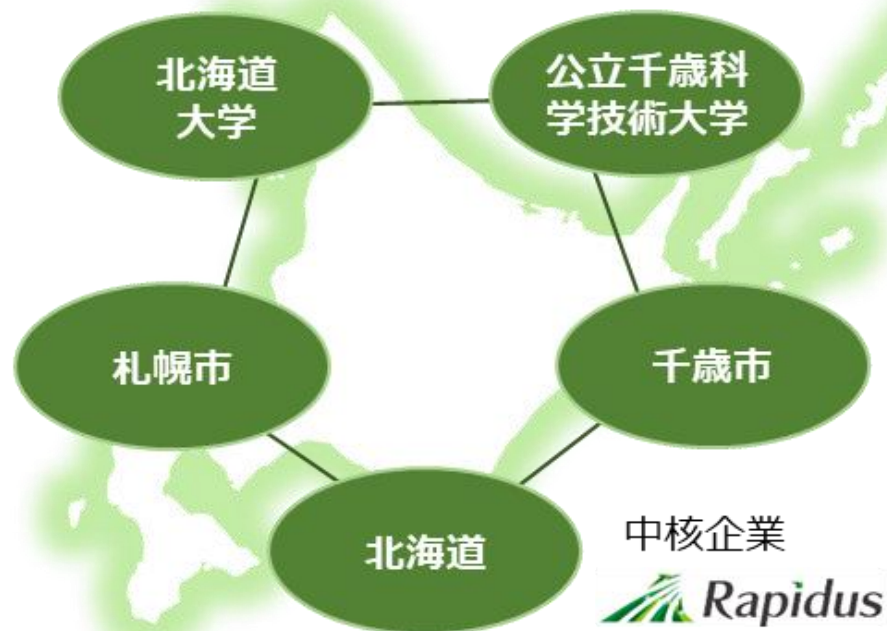 北海道
大学
公立千歳科
学技術大学
札幌市
千歳市
北海道
中核企業
Rapidus